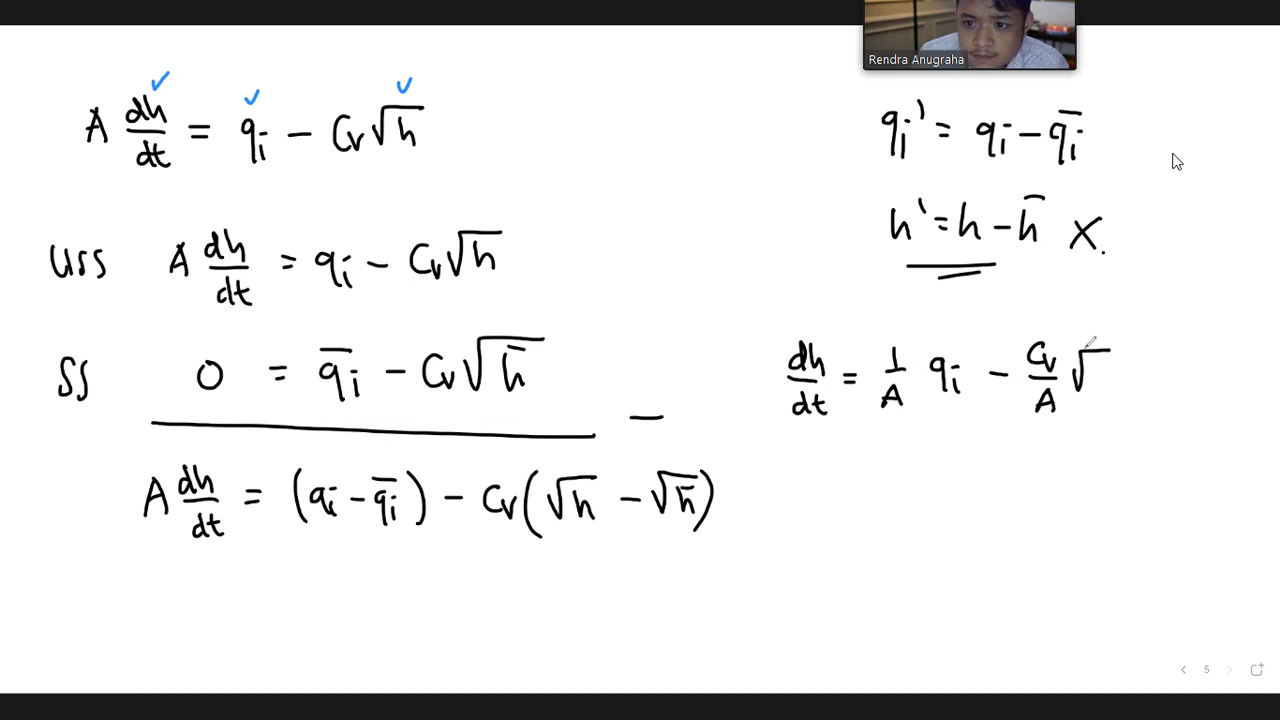 Rendra Anugraha
A dh/dt = qi − Cv√h
USS A dh/dt = qi − Cv√h
SS 0 = q̅i − Cv√h̅
−
A dh/dt = (qi − q̅i) − Cv(√h − √h̅)
qi' = qi − q̅i
h' = h − h̅ X.
dh/dt = 1/A qi − Cv/A √
5